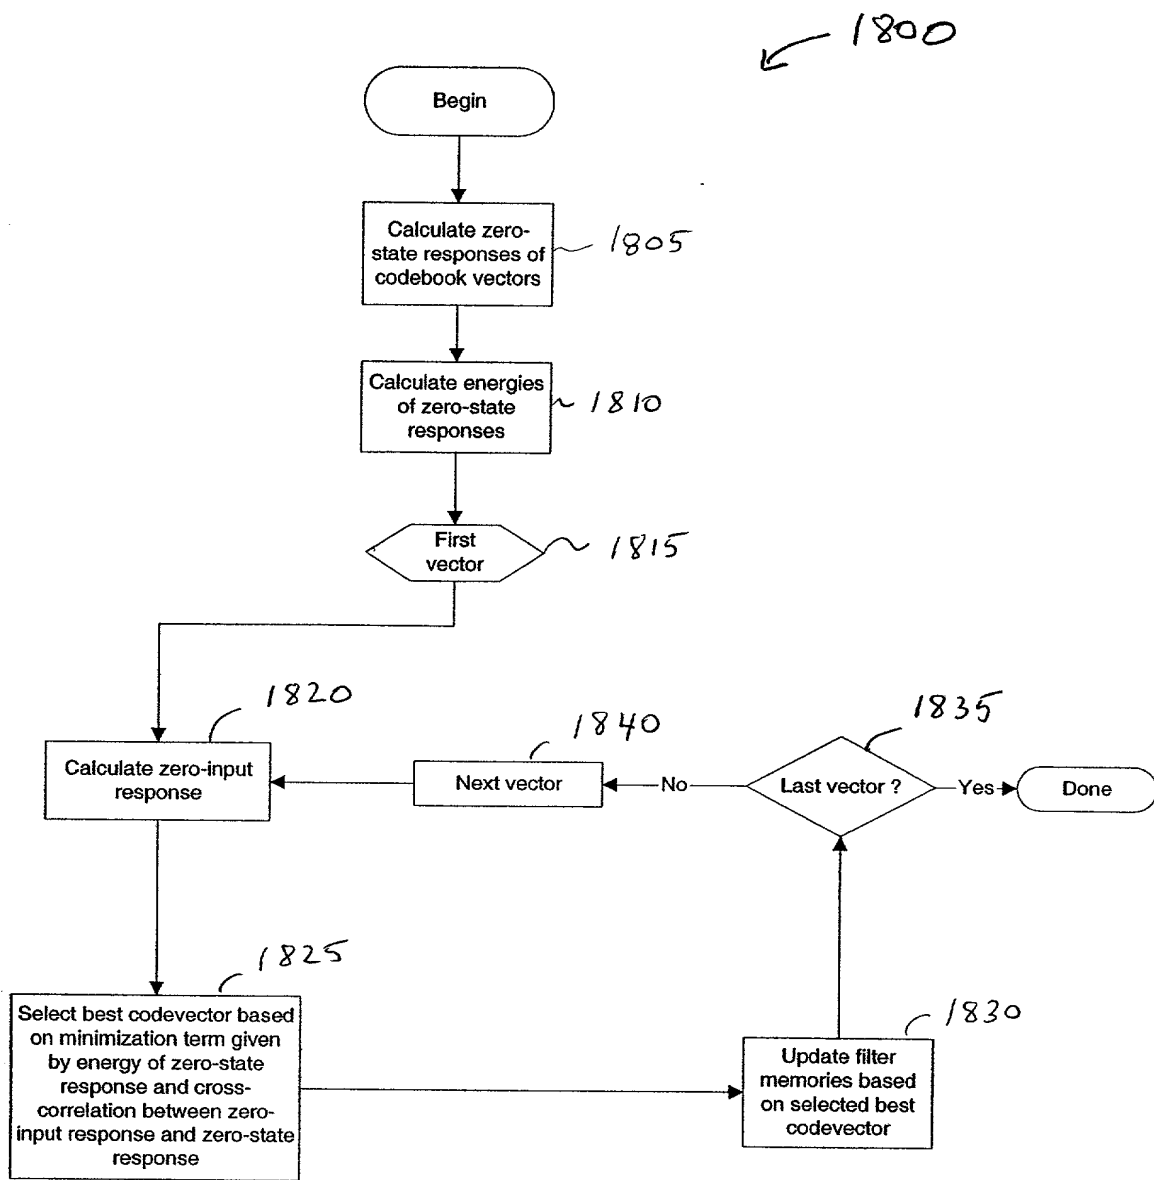 1800
Begin
Calculate zero-
state responses of
codebook vectors
1805
Calculate energies
of zero-state
responses
1810
First
vector
1815
1820
Calculate zero-input
response
1840
Next vector
No
1835
Last vector ?
Yes
Done
1825
Select best codevector based
on minimization term given
by energy of zero-state
response and cross-
correlation between zero-
input response and zero-state
response
1830
Update filter
memories based
on selected best
codevector